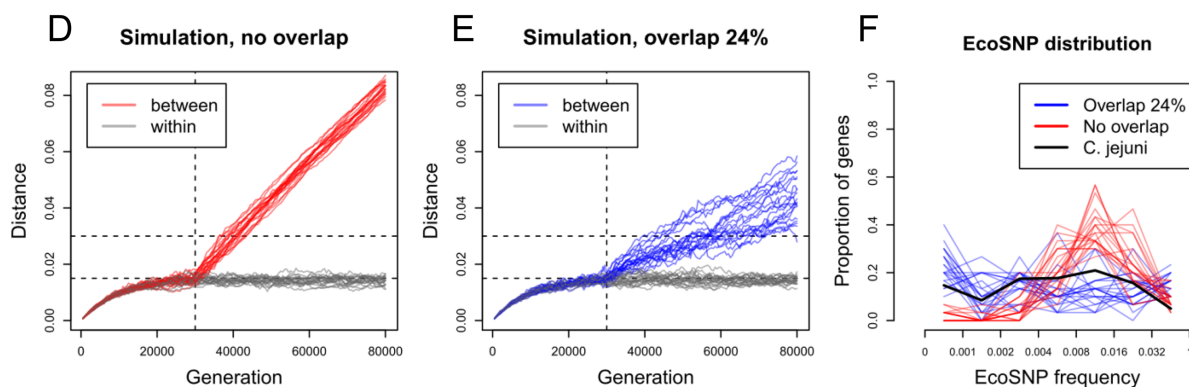 D
Simulation, no overlap
between
within
Distance
0.00
0.02
0.04
0.06
0.08
0
20000
40000
60000
80000
Generation
E
Simulation, overlap 24%
between
within
Distance
0.00
0.02
0.04
0.06
0.08
0
20000
40000
60000
80000
Generation
F
EcoSNP distribution
Overlap 24%
No overlap
C. jejuni
Proportion of genes
0.0
0.2
0.4
0.6
0.8
1.0
0
0.001
0.002
0.004
0.008
0.016
0.032
1
EcoSNP frequency